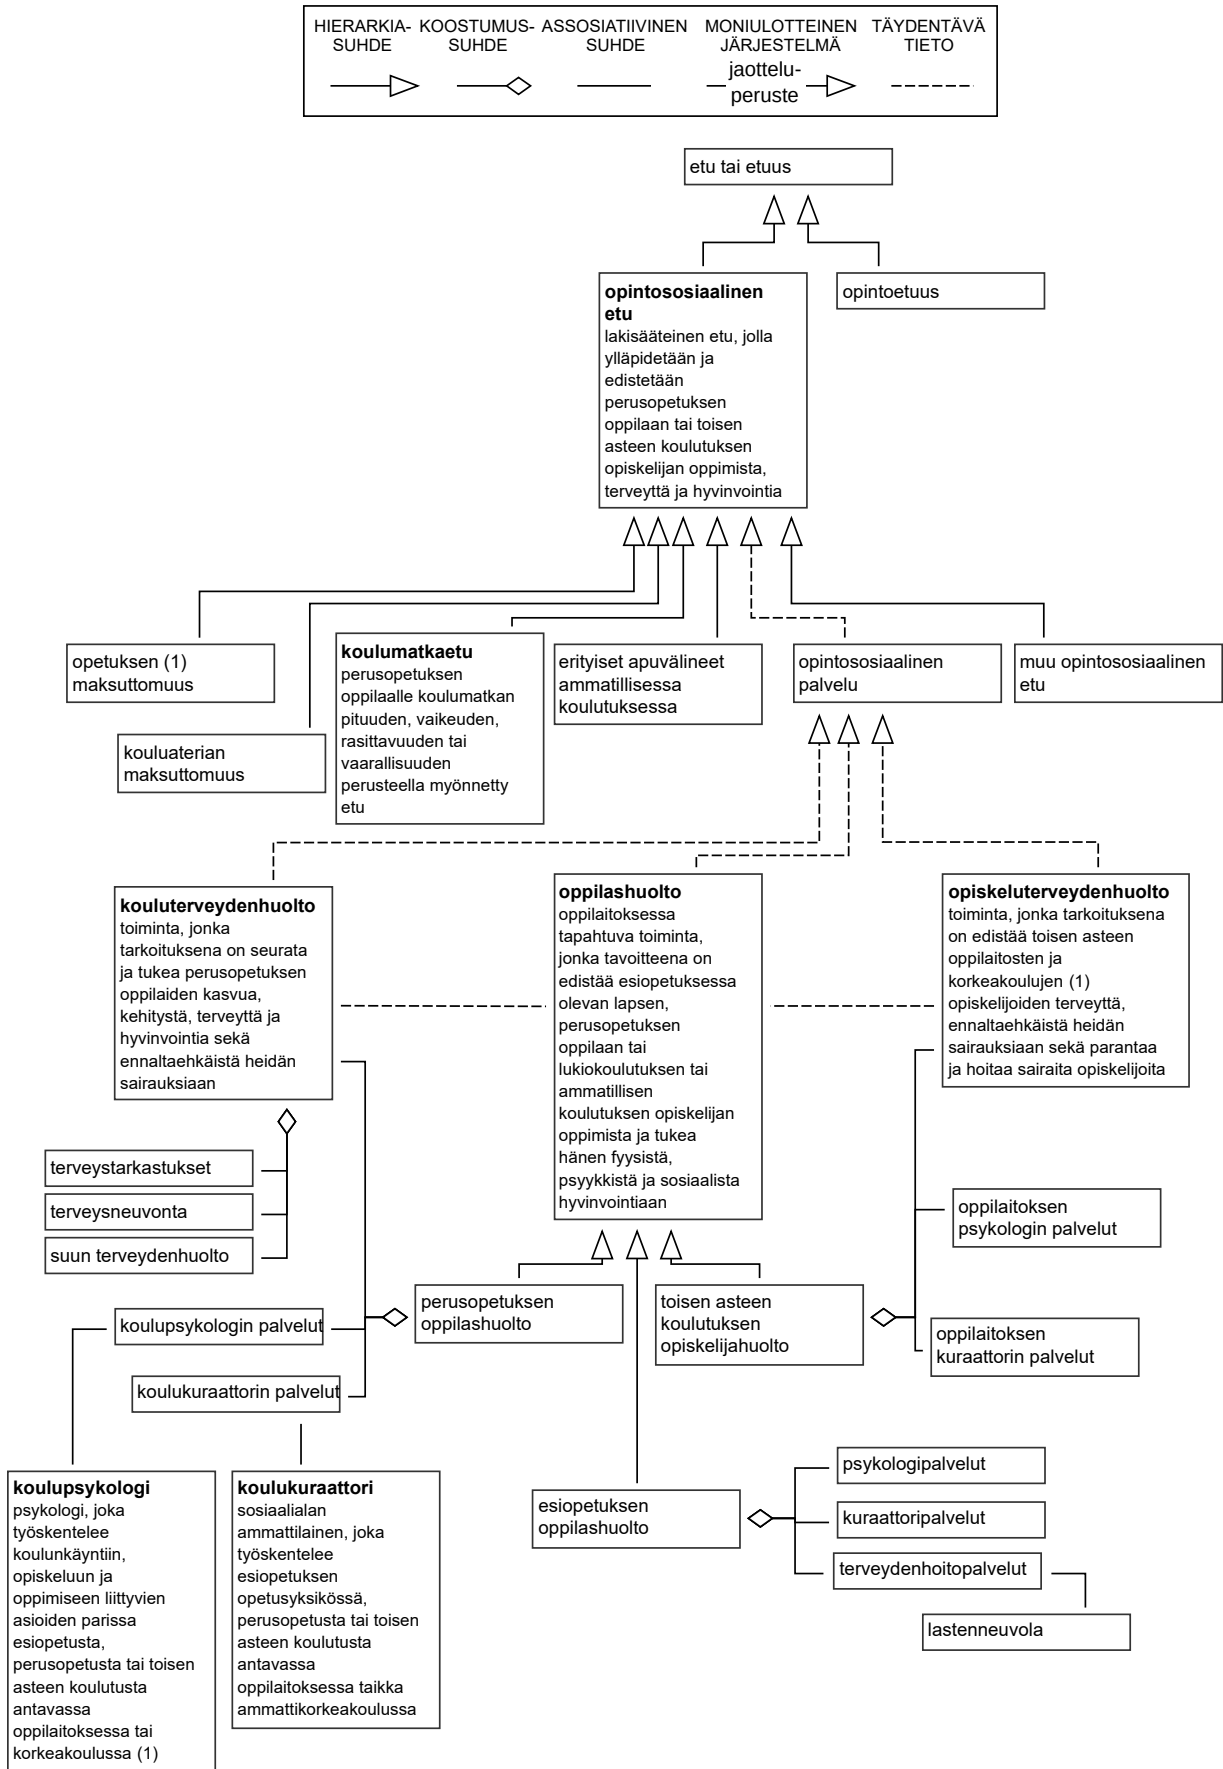 HIERARKIA-
SUHDE
KOOSTUMUS-
SUHDE
ASSOSIATIIVINEN
SUHDE
MONIULOTTEINEN
JÄRJESTELMÄ
jaottelu-
peruste
TÄYDENTÄVÄ
TIETO
etu tai etuus
opintososiaalinen
etu
lakisääteinen etu, jolla
ylläpidetään ja
edistetään
perusopetuksen
oppilaan tai toisen
asteen koulutuksen
opiskelijan oppimista,
terveyttä ja hyvinvointia
opintoetuus
opetuksen (1)
maksuttomuus
kouluaterian
maksuttomuus
koulumatkaetu
perusopetuksen
oppilaalle koulumatkan
pituuden, vaikeuden,
rasittavuuden tai
vaarallisuuden
perusteella myönnetty
etu
erityiset apuvälineet
ammatillisessa
koulutuksessa
opintososiaalinen
palvelu
muu opintososiaalinen
etu
kouluterveydenhuolto
toiminta, jonka
tarkoituksena on seurata
ja tukea perusopetuksen
oppilaiden kasvua,
kehitystä, terveyttä ja
hyvinvointia sekä
ennaltaehkäistä heidän
sairauksiaan
oppilashuolto
oppilaitoksessa
tapahtuva toiminta,
jonka tavoitteena on
edistää esiopetuksessa
olevan lapsen,
perusopetuksen
oppilaan tai
lukiokoulutuksen tai
ammatillisen
koulutuksen opiskelijan
oppimista ja tukea
hänen fyysistä,
psyykkistä ja sosiaalista
hyvinvointiaan
opiskeluterveydenhuolto
toiminta, jonka tarkoituksena
on edistää toisen asteen
oppilaitosten ja
korkeakoulujen (1)
opiskelijoiden terveyttä,
ennaltaehkäistä heidän
sairauksiaan sekä parantaa
ja hoitaa sairaita opiskelijoita
terveystarkastukset
terveysneuvonta
suun terveydenhuolto
oppilaitoksen
psykologin palvelut
koulupsykologin palvelut
perusopetuksen
oppilashuolto
toisen asteen
koulutuksen
opiskelijahuolto
oppilaitoksen
kuraattorin palvelut
koulukuraattorin palvelut
koulupsykologi
psykologi, joka
työskentelee
koulunkäyntiin,
opiskeluun ja
oppimiseen liittyvien
asioiden parissa
esiopetusta,
perusopetusta tai toisen
asteen koulutusta
antavassa
oppilaitoksessa tai
korkeakoulussa (1)
koulukuraattori
sosiaalialan
ammattilainen, joka
työskentelee
esiopetuksen
opetusyksikössä,
perusopetusta tai toisen
asteen koulutusta
antavassa
oppilaitoksessa taikka
ammattikorkeakoulussa
esiopetuksen
oppilashuolto
psykologipalvelut
kuraattoripalvelut
terveydenhoitopalvelut
lastenneuvola